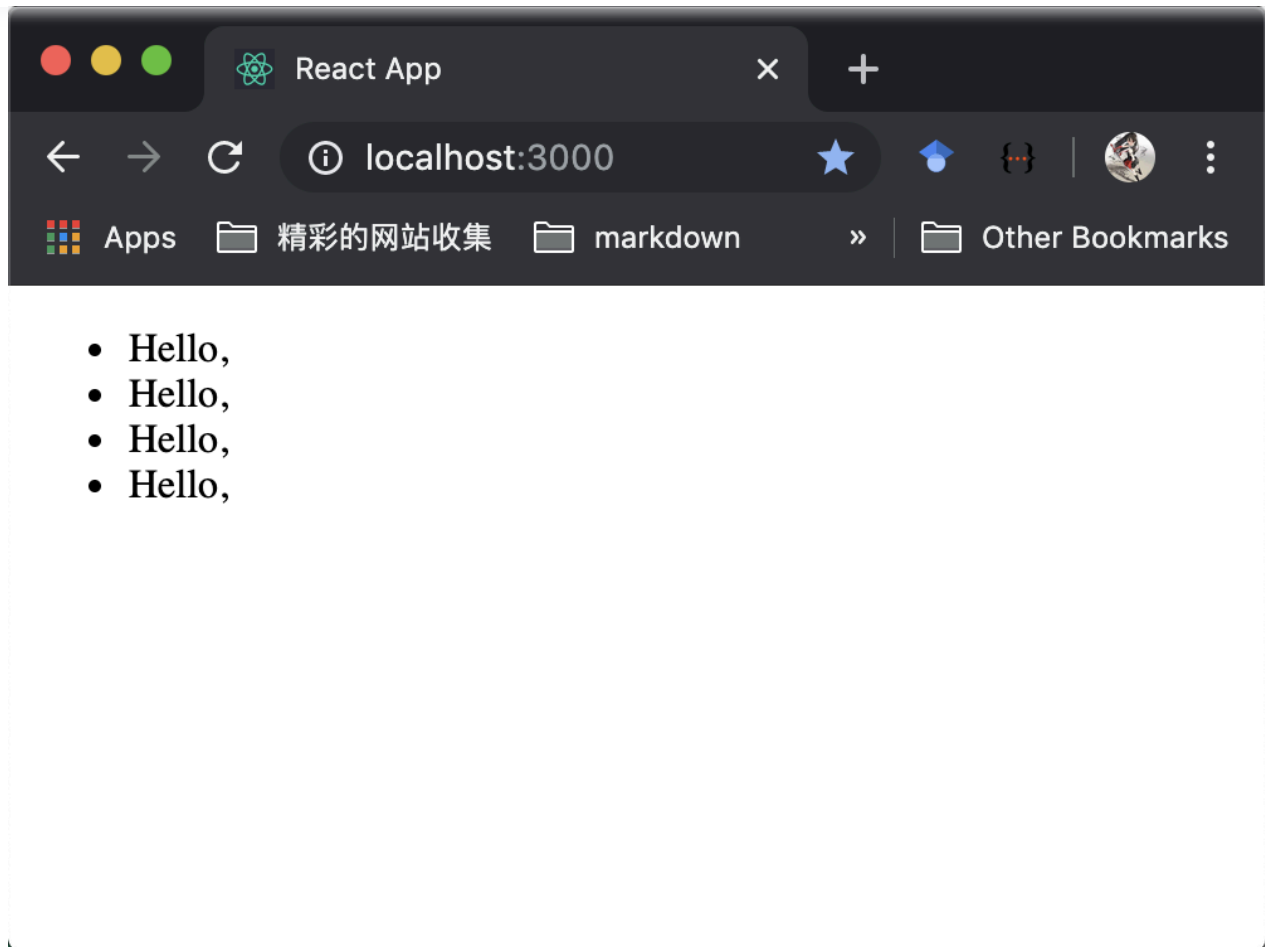 React App
localhost:3000
Apps 精彩的网站收集 markdown » Other Bookmarks
Hello,
Hello,
Hello,
Hello,